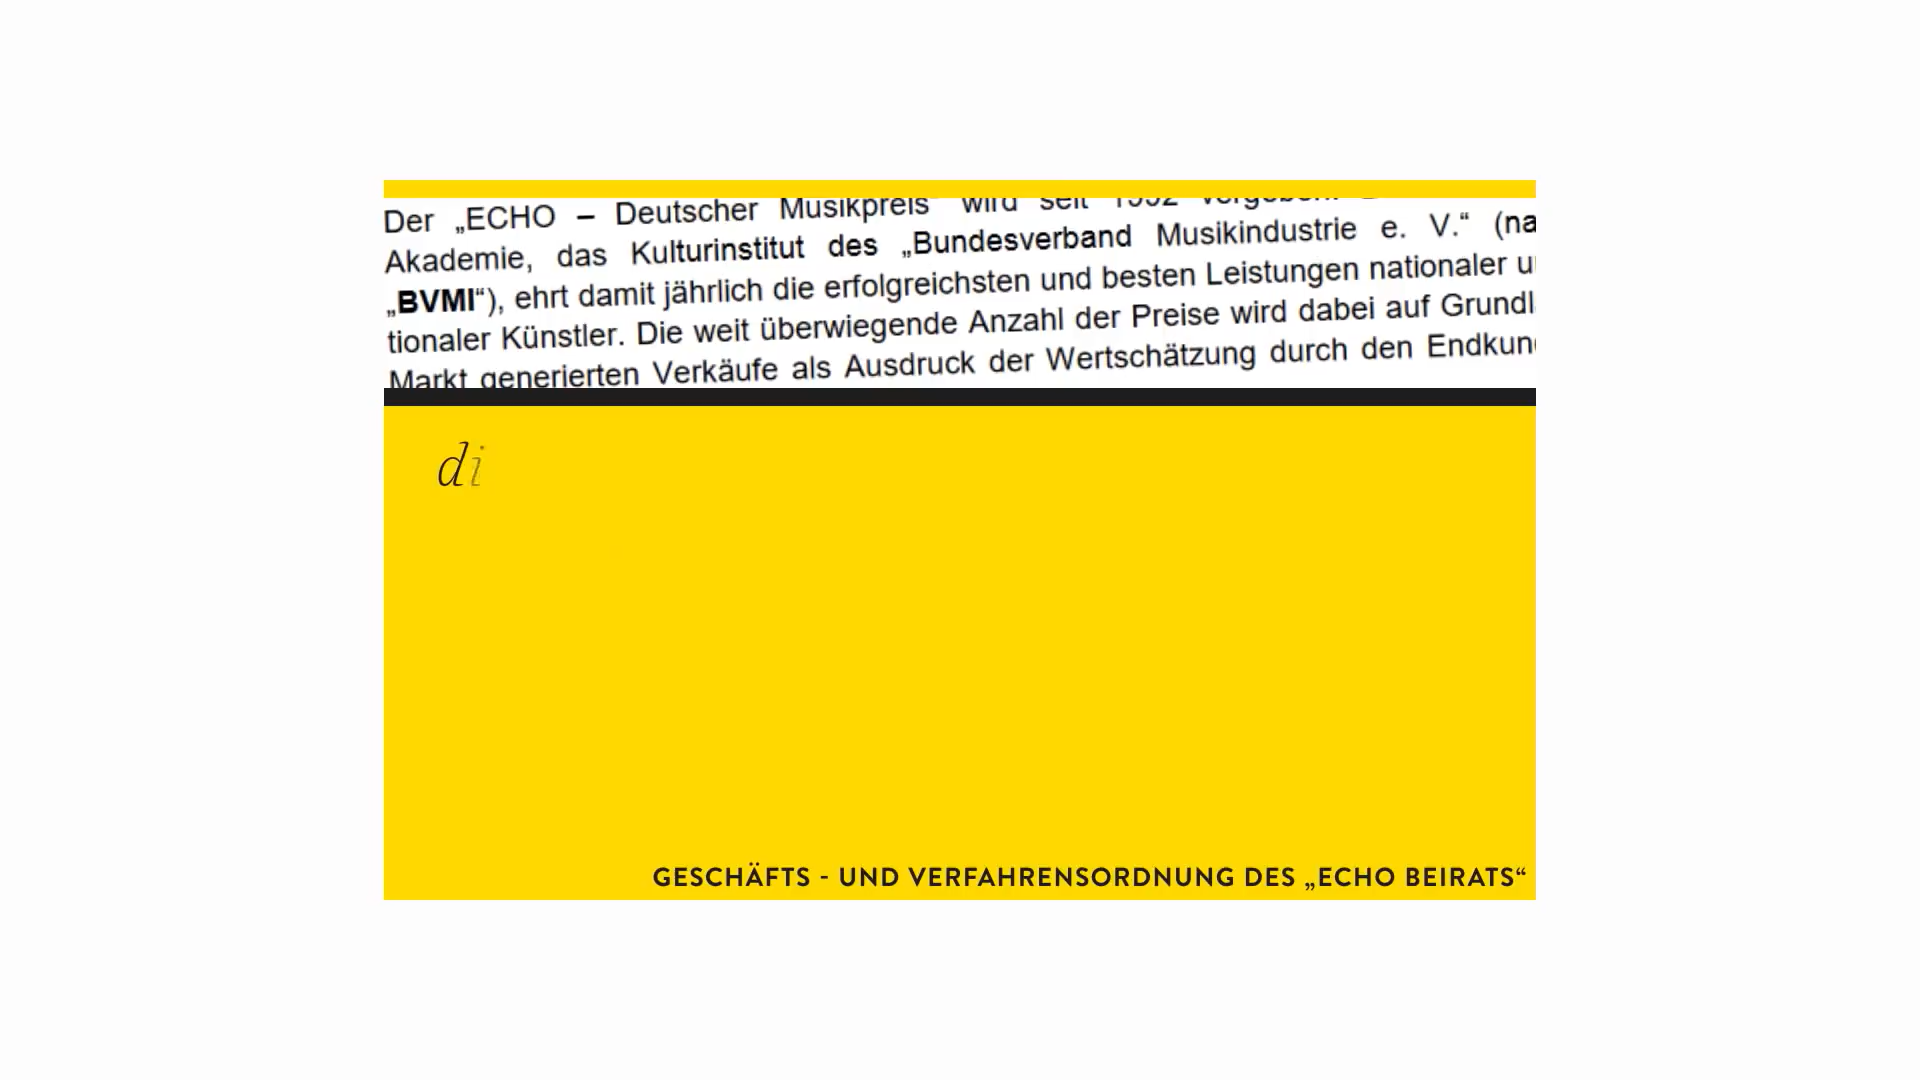 Der „ECHO – Deutscher Musikpreis“ wird seit 1992 vergeben.
Akademie, das Kulturinstitut des „Bundesverband Musikindustrie e. V.“ (na
„BVMI“), ehrt damit jährlich die erfolgreichsten und besten Leistungen nationaler u
tionaler Künstler. Die weit überwiegende Anzahl der Preise wird dabei auf Grundl
Markt generierten Verkäufe als Ausdruck der Wertschätzung durch den Endkun
di
GESCHÄFTS - UND VERFAHRENSORDNUNG DES „ECHO BEIRATS“